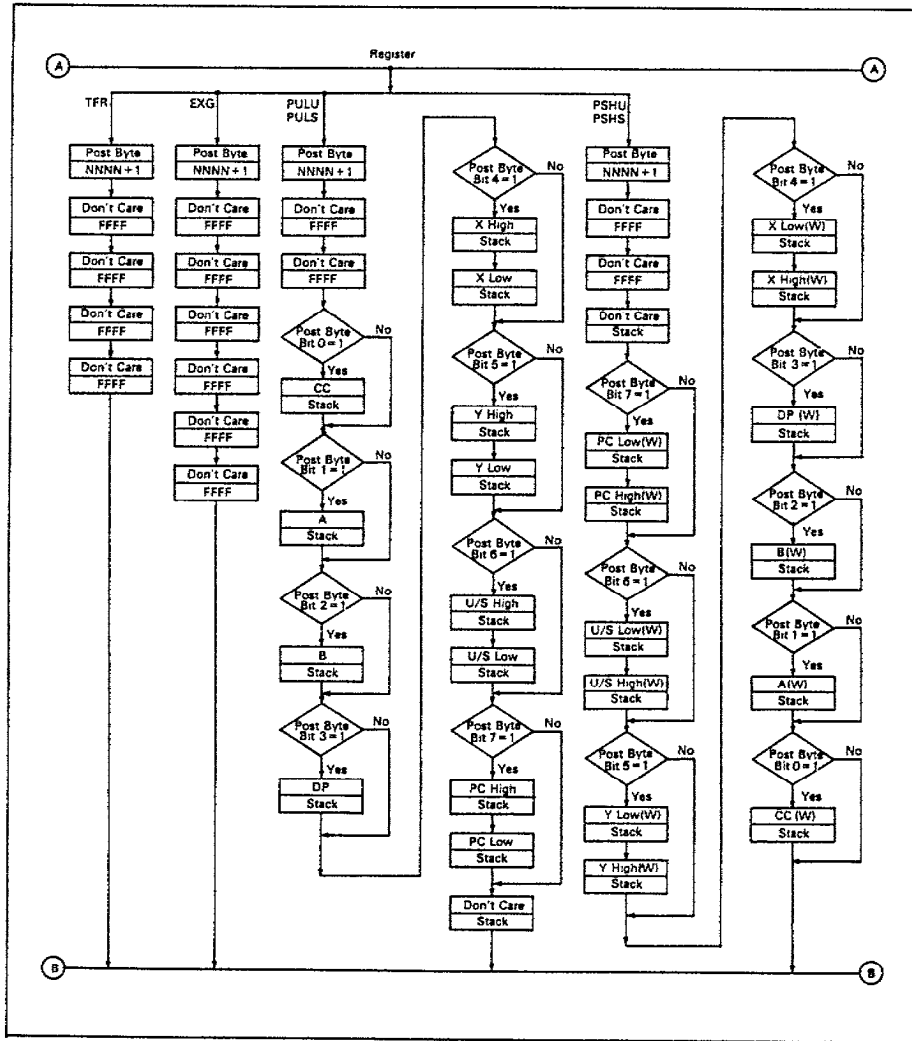 Register
A
A
TFR
EXG
PULU
PULS
PSHU
PSHS
Post Byte
NNNN+1
Don't Care
FFFF
Don't Care
FFFF
Don't Care
FFFF
Don't Care
FFFF
Post Byte
NNNN+1
Don't Care
FFFF
Don't Care
FFFF
Don't Care
FFFF
Don't Care
FFFF
Don't Care
FFFF
Don't Care
FFFF
Post Byte
NNNN+1
Don't Care
FFFF
Don't Care
FFFF
Post Byte
Bit 0=1
No
Yes
CC
Stack
Post Byte
Bit 1=1
No
Yes
A
Stack
Post Byte
Bit 2=1
No
Yes
B
Stack
Post Byte
Bit 3=1
No
Yes
DP
Stack
Post Byte
Bit 4=1
No
Yes
X High
Stack
X Low
Stack
Post Byte
Bit 5=1
No
Yes
Y High
Stack
Y Low
Stack
Post Byte
Bit 6=1
No
Yes
U/S High
Stack
U/S Low
Stack
Post Byte
Bit 7=1
No
Yes
PC High
Stack
PC Low
Stack
Don't Care
Stack
Post Byte
NNNN+1
Don't Care
FFFF
Don't Care
FFFF
Don't Care
Stack
Post Byte
Bit 7=1
No
Yes
PC Low(W)
Stack
PC High(W)
Stack
Post Byte
Bit 6=1
No
Yes
U/S Low(W)
Stack
U/S High(W)
Stack
Post Byte
Bit 5=1
No
Yes
Y Low(W)
Stack
Y High(W)
Stack
Post Byte
Bit 4=1
No
Yes
X Low(W)
Stack
X High(W)
Stack
Post Byte
Bit 3=1
No
Yes
DP (W)
Stack
Post Byte
Bit 2=1
No
Yes
B(W)
Stack
Post Byte
Bit 1=1
No
Yes
A(W)
Stack
Post Byte
Bit 0=1
No
Yes
CC (W)
Stack
B
B